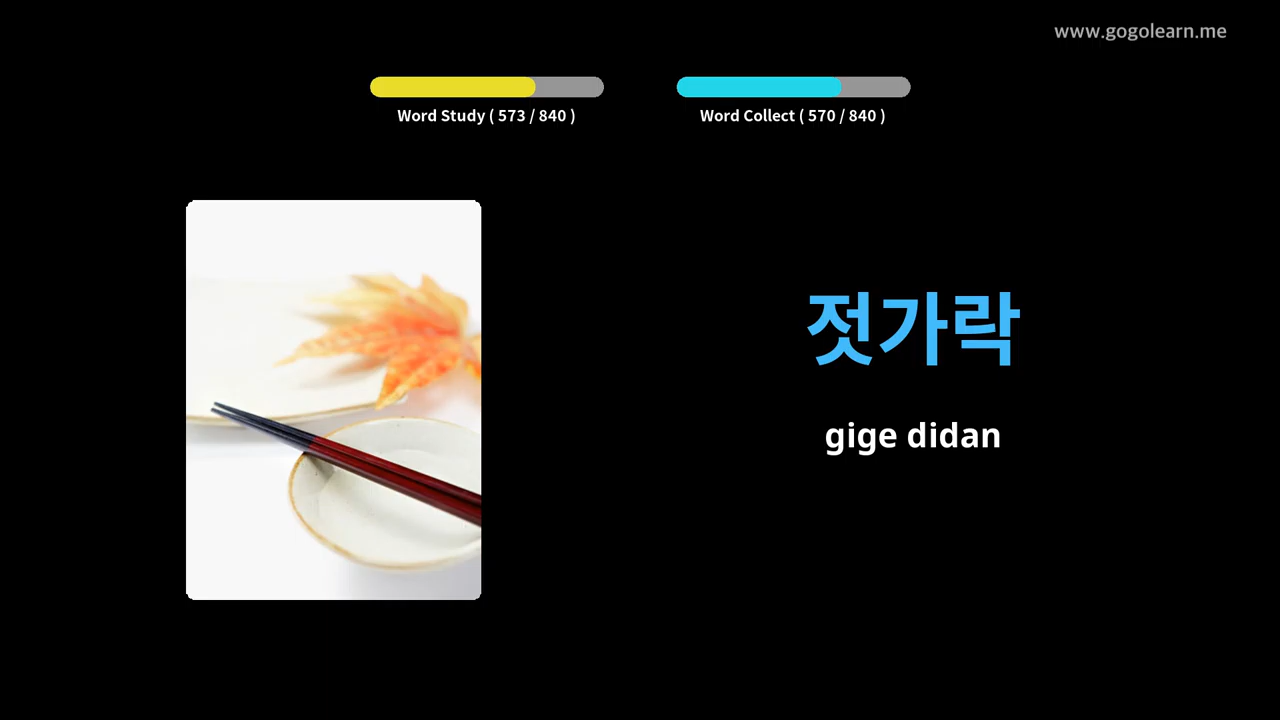 www.gogolearn.me
Word Study ( 573 / 840 )
Word Collect ( 570 / 840 )
젓가락
gige didan